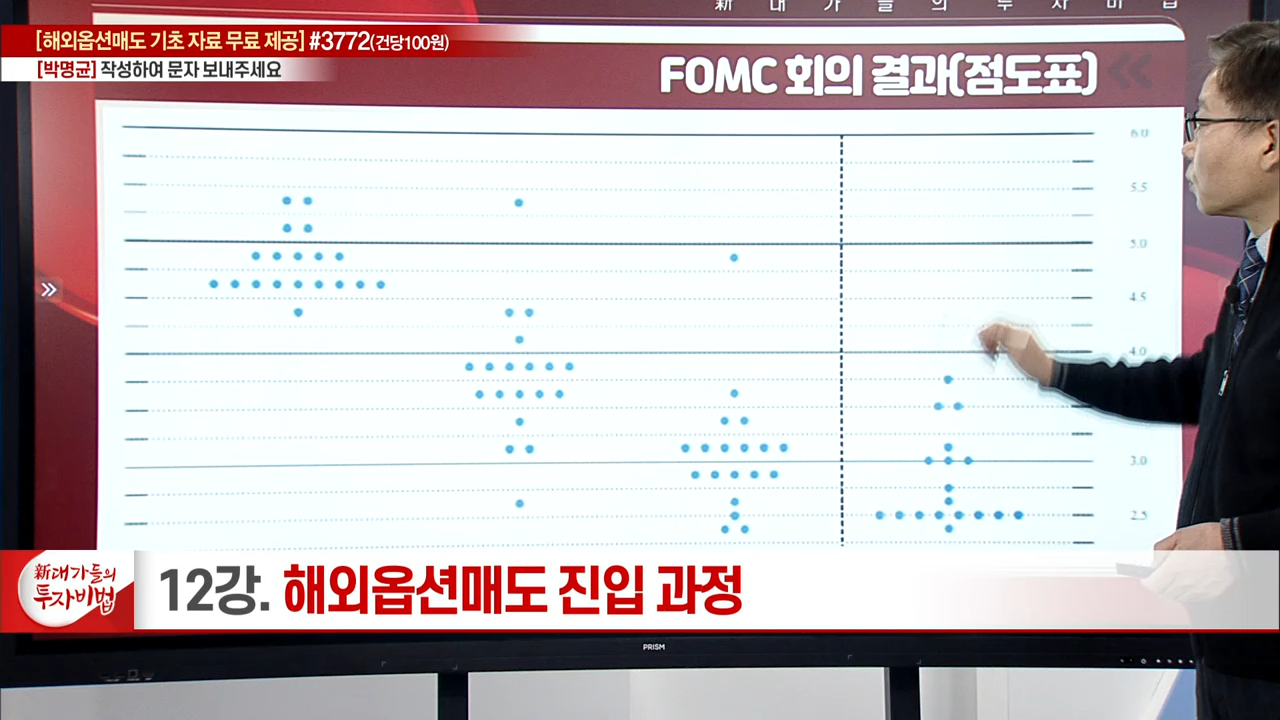 新 대 가 들 의 투 자 비 법
[해외옵션매도 기초 자료 무료 제공] #3772(건당100원)
[박명균] 작성하여 문자 보내주세요
FOMC 회의 결과(점도표)
6.0
5.5
5.0
4.5
4.0
3.0
2.5
新대가들의
투자비법
12강. 해외옵션매도 진입 과정
PRISM